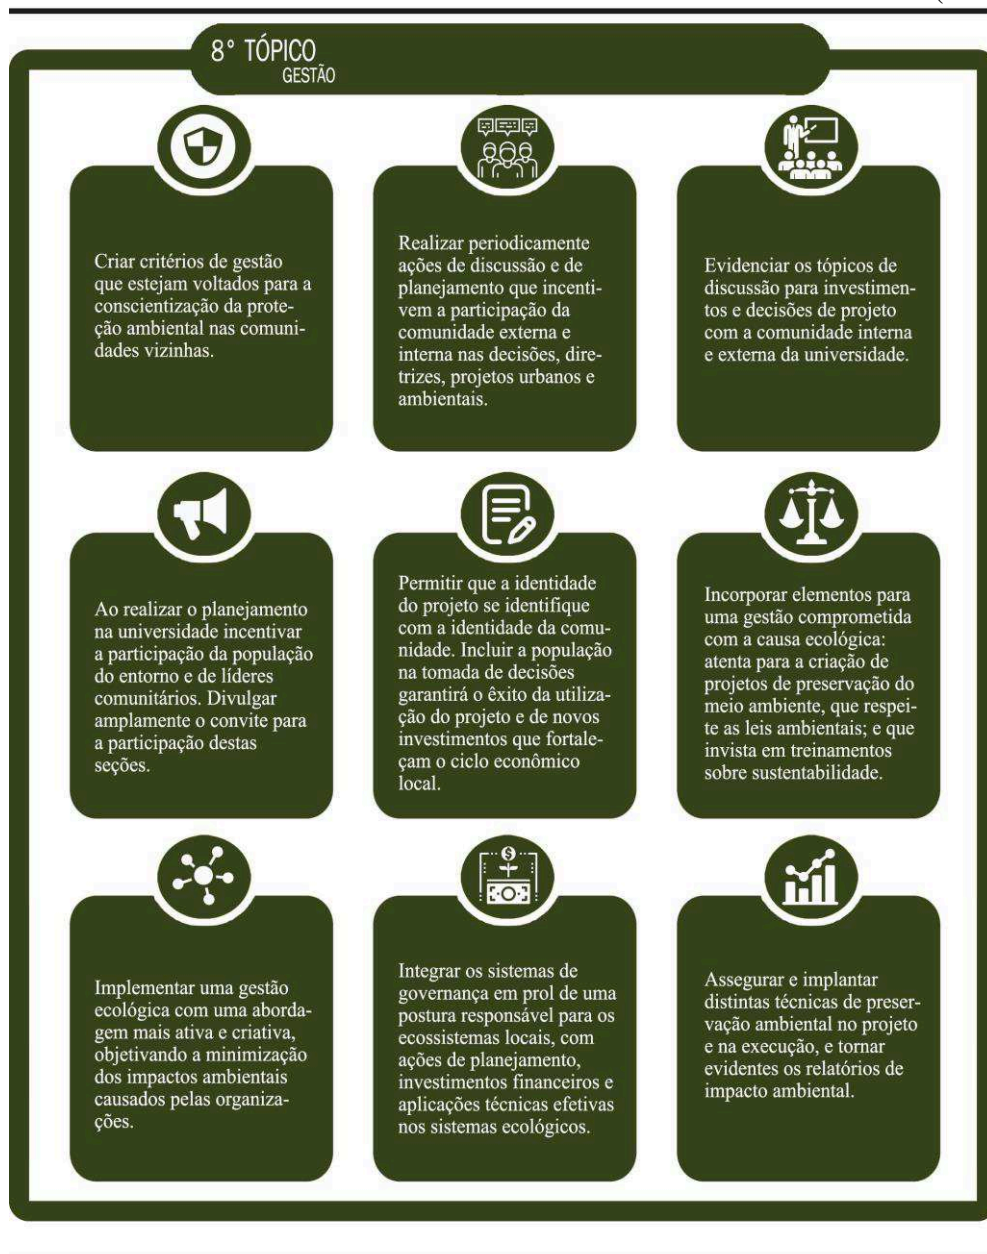 8° TÓPICO
GESTÃO
Criar critérios de gestão
que estejam voltados para a
conscientização da prote-
ção ambiental nas comuni-
dades vizinhas.
Realizar periodicamente
ações de discussão e de
planejamento que incenti-
vem a participação da
comunidade externa e
interna nas decisões, dire-
trizes, projetos urbanos e
ambientais.
Evidenciar os tópicos de
discussão para investimen-
tos e decisões de projeto
com a comunidade interna
e externa da universidade.
Ao realizar o planejamento
na universidade incentivar
a participação da população
do entorno e de líderes
comunitários. Divulgar
amplamente o convite para
a participação destas
seções.
Permitir que a identidade
do projeto se identifique
com a identidade da comu-
nidade. Incluir a população
na tomada de decisões
garantirá o êxito da utiliza-
ção do projeto e de novos
investimentos que fortale-
çam o ciclo econômico
local.
Incorporar elementos para
uma gestão comprometida
com a causa ecológica:
atenta para a criação de
projetos de preservação do
meio ambiente, que respei-
te as leis ambientais; e que
invista em treinamentos
sobre sustentabilidade.
Implementar uma gestão
ecológica com uma aborda-
gem mais ativa e criativa,
objetivando a minimização
dos impactos ambientais
causados pelas organiza-
ções.
Integrar os sistemas de
governança em prol de uma
postura responsável para os
ecossistemas locais, com
ações de planejamento,
investimentos financeiros e
aplicações técnicas efetivas
nos sistemas ecológicos.
Assegurar e implantar
distintas técnicas de preser-
vação ambiental no projeto
e na execução, e tornar
evidentes os relatórios de
impacto ambiental.